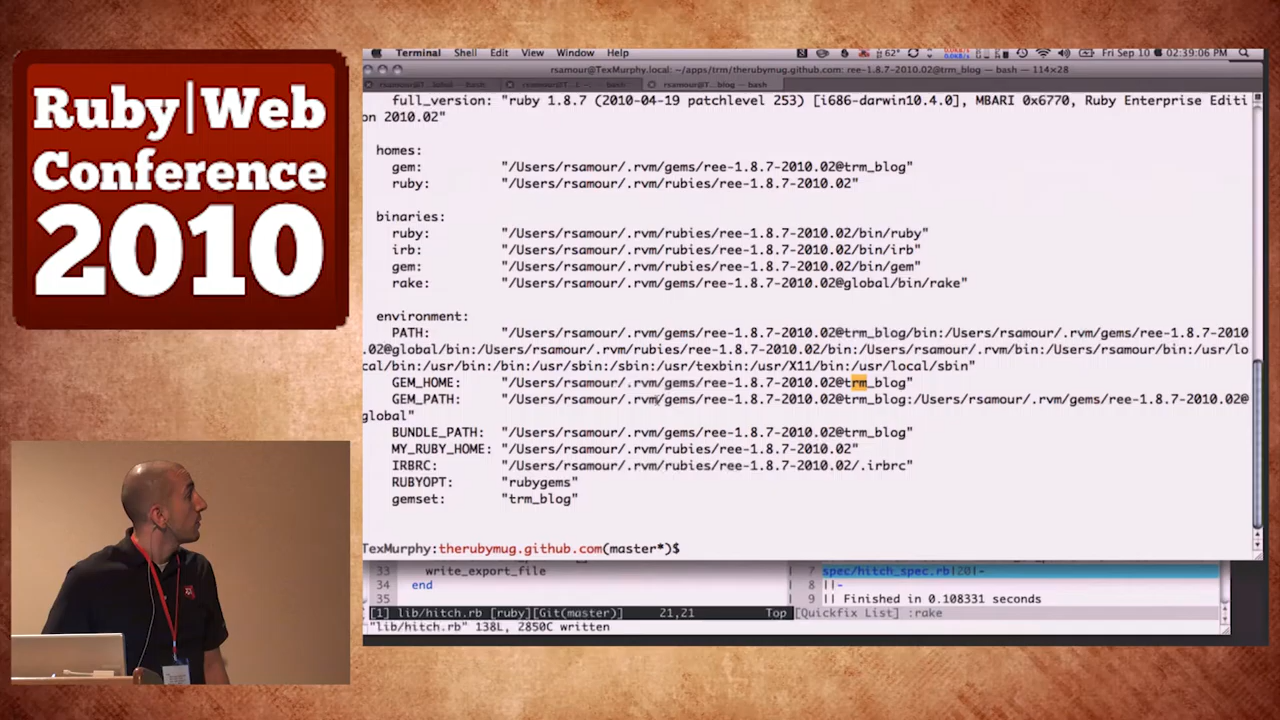 Ruby|Web
Conference
2010
Terminal Shell Edit View Window Help
62° Fri Sep 10 02:39:06 PM
rsamour@TexMurphy.local: ~/apps/trm/therubymug.github.com: ree-1.8.7-2010.02@trm_blog — bash — 114×28
full_version: "ruby 1.8.7 (2010-04-19 patchlevel 253) [i686-darwin10.4.0], MBARI 0x6770, Ruby Enterprise Editi
on 2010.02"
homes:
gem: "/Users/rsamour/.rvm/gems/ree-1.8.7-2010.02@trm_blog"
ruby: "/Users/rsamour/.rvm/rubies/ree-1.8.7-2010.02"
binaries:
ruby: "/Users/rsamour/.rvm/rubies/ree-1.8.7-2010.02/bin/ruby"
irb: "/Users/rsamour/.rvm/rubies/ree-1.8.7-2010.02/bin/irb"
gem: "/Users/rsamour/.rvm/rubies/ree-1.8.7-2010.02/bin/gem"
rake: "/Users/rsamour/.rvm/gems/ree-1.8.7-2010.02@global/bin/rake"
environment:
PATH: "/Users/rsamour/.rvm/gems/ree-1.8.7-2010.02@trm_blog/bin:/Users/rsamour/.rvm/gems/ree-1.8.7-2010
.02@global/bin:/Users/rsamour/.rvm/rubies/ree-1.8.7-2010.02/bin:/Users/rsamour/.rvm/bin:/Users/rsamour/bin:/usr/lo
cal/bin:/usr/bin:/bin:/usr/sbin:/sbin:/usr/texbin:/usr/X11/bin:/usr/local/sbin"
GEM_HOME: "/Users/rsamour/.rvm/gems/ree-1.8.7-2010.02@trm_blog"
GEM_PATH: "/Users/rsamour/.rvm/gems/ree-1.8.7-2010.02@trm_blog:/Users/rsamour/.rvm/gems/ree-1.8.7-2010.02@
global"
BUNDLE_PATH: "/Users/rsamour/.rvm/gems/ree-1.8.7-2010.02@trm_blog"
MY_RUBY_HOME: "/Users/rsamour/.rvm/rubies/ree-1.8.7-2010.02"
IRBRC: "/Users/rsamour/.rvm/rubies/ree-1.8.7-2010.02/.irbrc"
RUBYOPT: "rubygems"
gemset: "trm_blog"
TexMurphy:therubymug.github.com(master*)$
33 write_export_file 7 spec/hitch_spec.rb|20|-
34 end 8 ||-
35 9 || Finished in 0.108331 seconds
[1] lib/hitch.rb [ruby][Git(master)] 21,21 Top [Quickfix List] :rake
"lib/hitch.rb" 138L, 2850C written